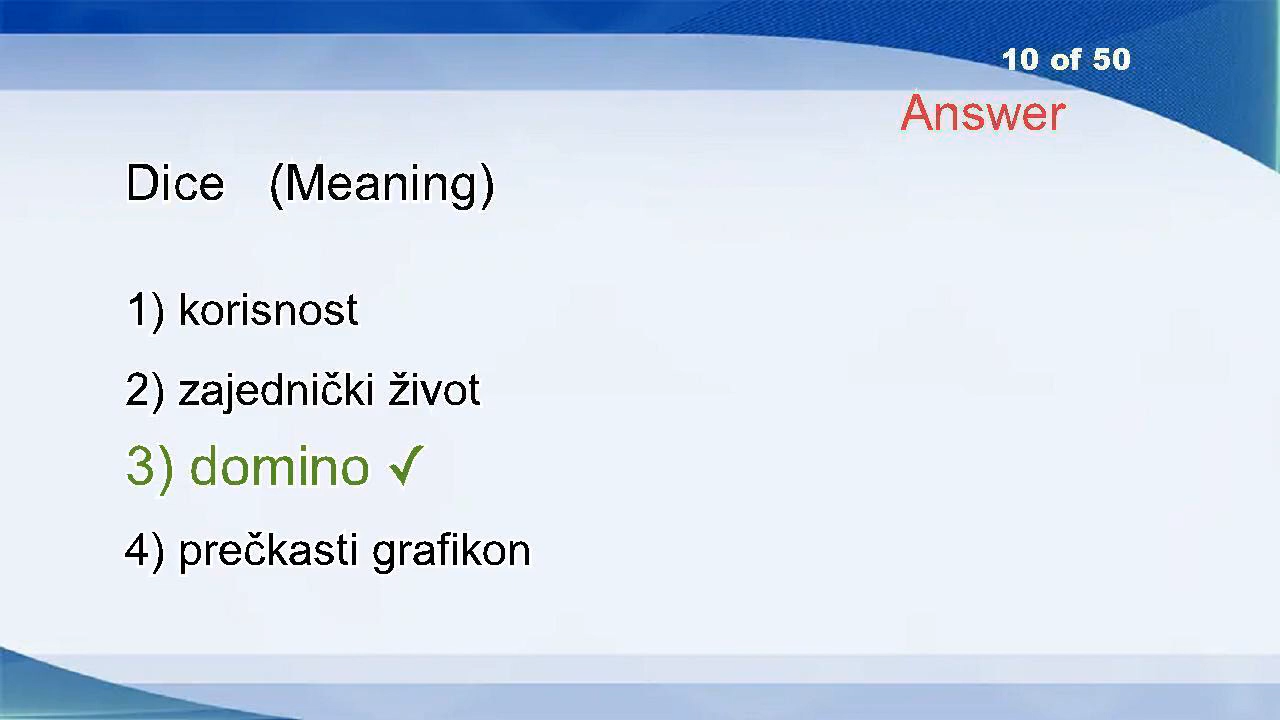 10 of 50
Answer
Dice (Meaning)
1) korisnost
2) zajednički život
3) domino ✓
4) prečkasti grafikon